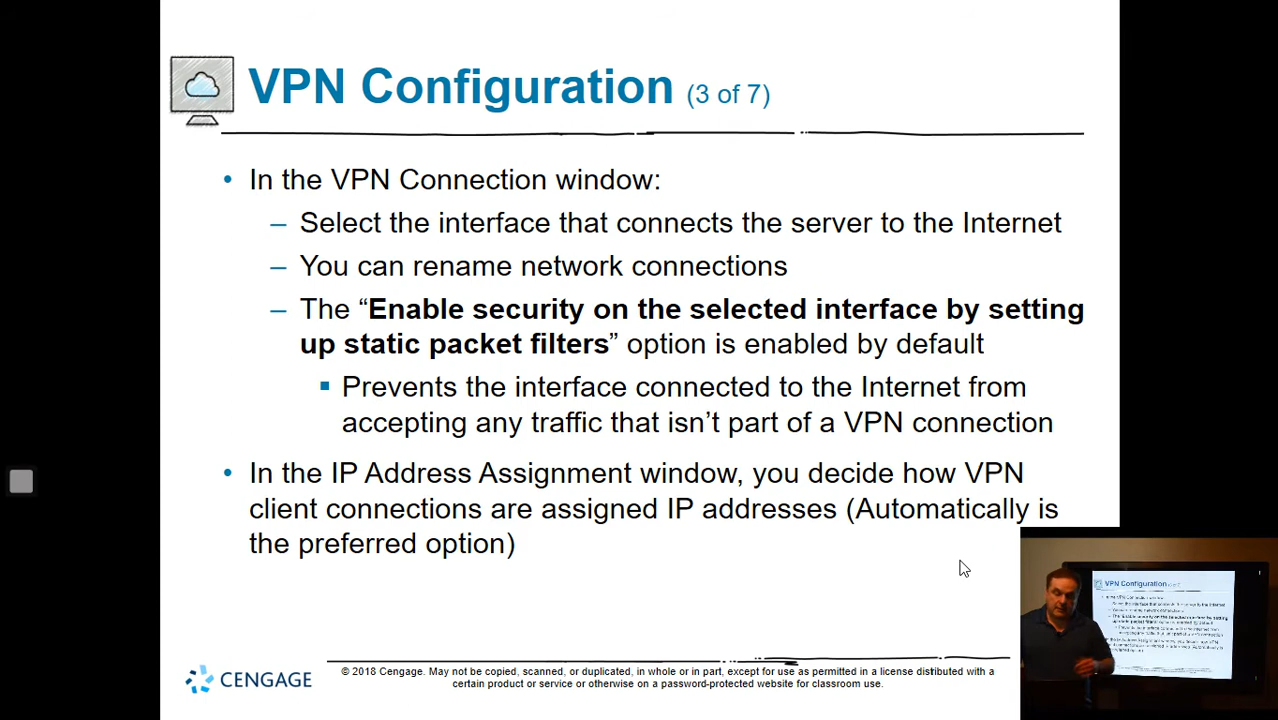 VPN Configuration (3 of 7)
• In the VPN Connection window:
– Select the interface that connects the server to the Internet
– You can rename network connections
– The “Enable security on the selected interface by setting
up static packet filters” option is enabled by default
▪ Prevents the interface connected to the Internet from
accepting any traffic that isn’t part of a VPN connection
• In the IP Address Assignment window, you decide how VPN
client connections are assigned IP addresses (Automatically is
the preferred option)
CENGAGE
© 2018 Cengage. May not be copied, scanned, or duplicated, in whole or in part, except for use as permitted in a license distributed with a
certain product or service or otherwise on a password-protected website for classroom use.
VPN Configuration